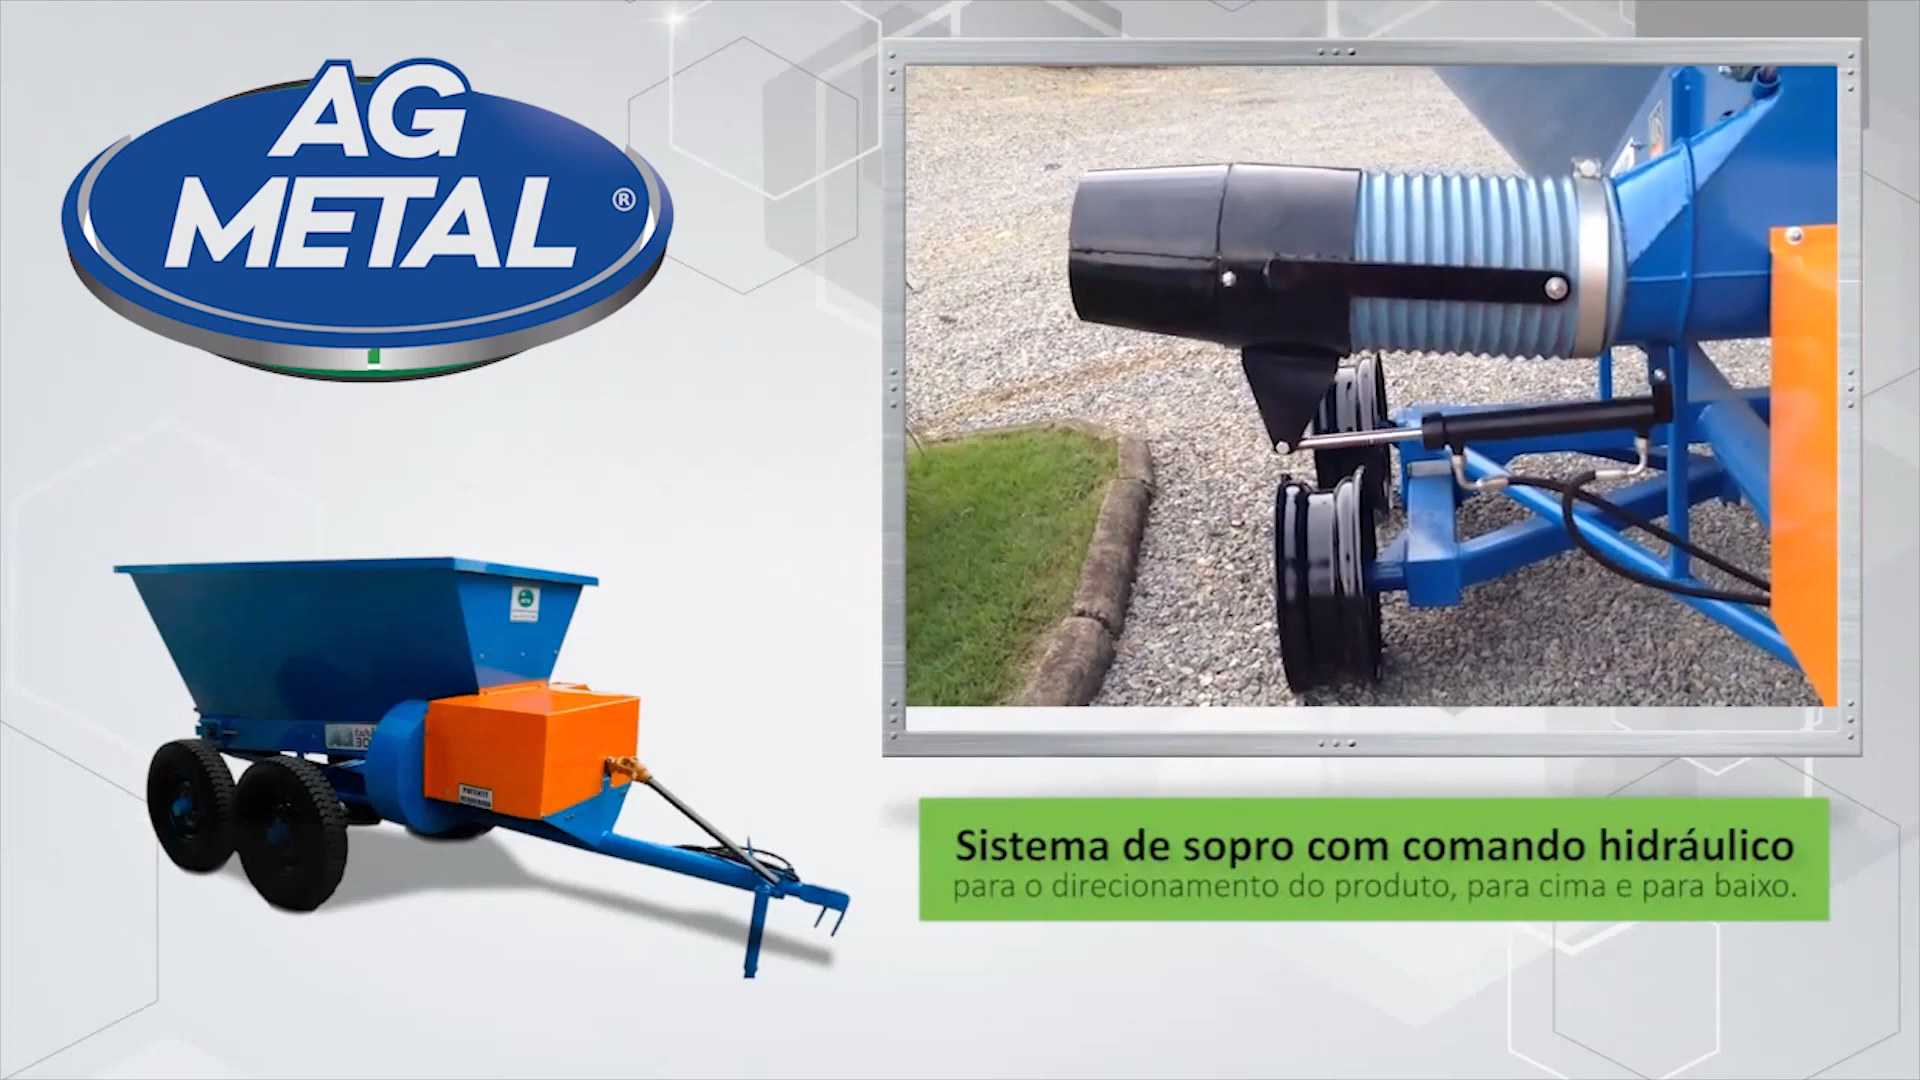 AG
METAL
®
Sistema de sopro com comando hidráulico
para o direcionamento do produto, para cima e para baixo.